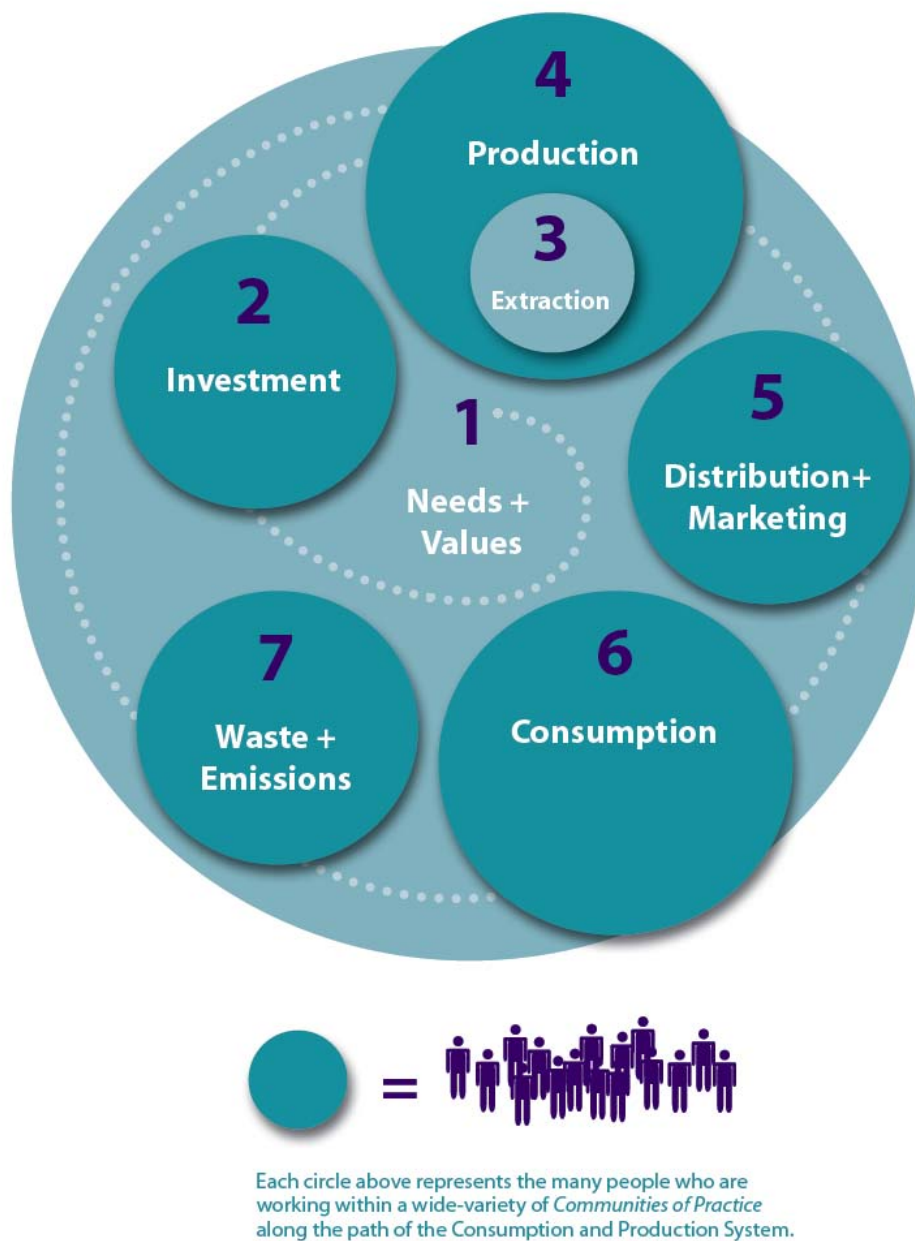 4
Production
3
Extraction
2
Investment
1
Needs +
Values
5
Distribution+
Marketing
7
Waste +
Emissions
6
Consumption
=
Each circle above represents the many people who are
working within a wide-variety of Communities of Practice
along the path of the Consumption and Production System.